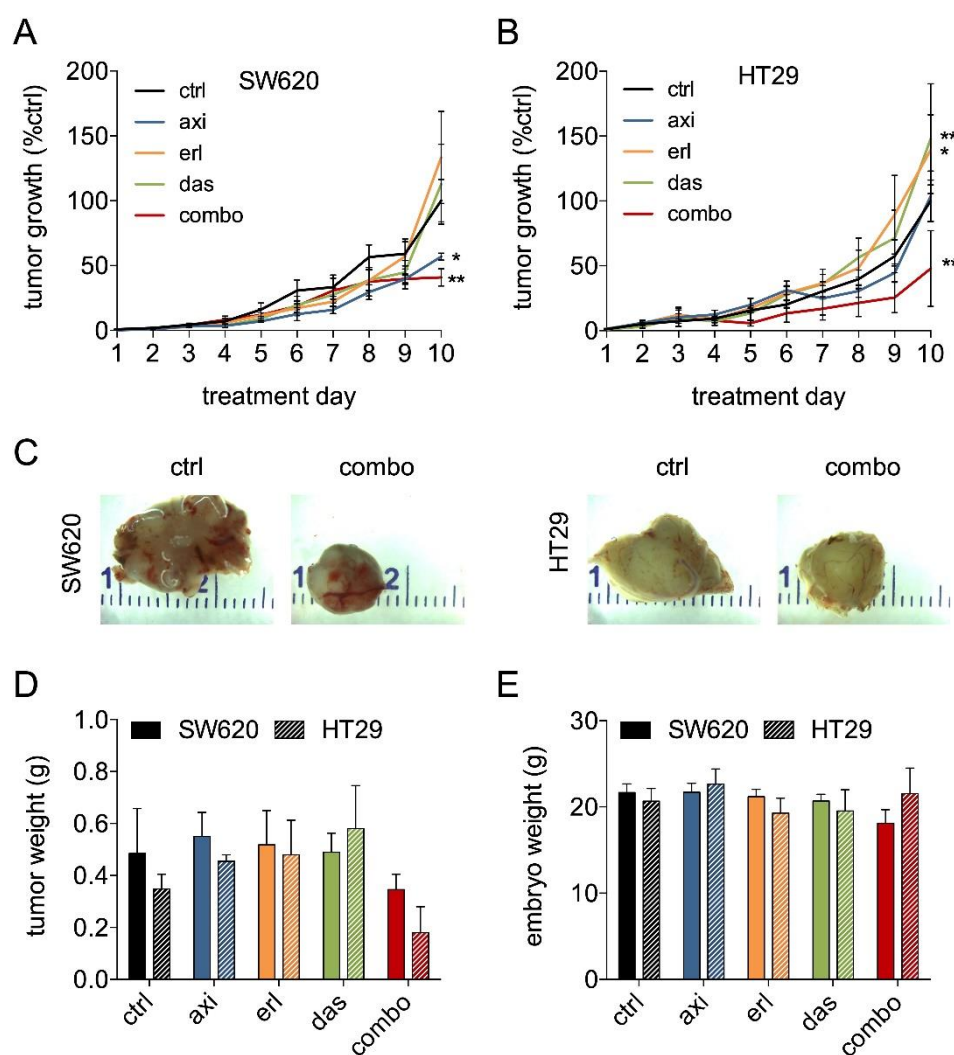 A
SW620
tumor growth (%ctrl)
200
150
100
50
0
ctrl
axi
erl
das
combo
*
**
1 2 3 4 5 6 7 8 9 10
treatment day
B
HT29
tumor growth (%ctrl)
200
150
100
50
0
ctrl
axi
erl
das
combo
**
*
**
1 2 3 4 5 6 7 8 9 10
treatment day
C
ctrl combo
SW620
1 2
2
ctrl combo
HT29
1
1 2
D
SW620 HT29
tumor weight (g)
1.0
0.8
0.6
0.4
0.2
0.0
ctrl axi erl das combo
E
SW620 HT29
embryo weight (g)
30
20
10
0
ctrl axi erl das combo